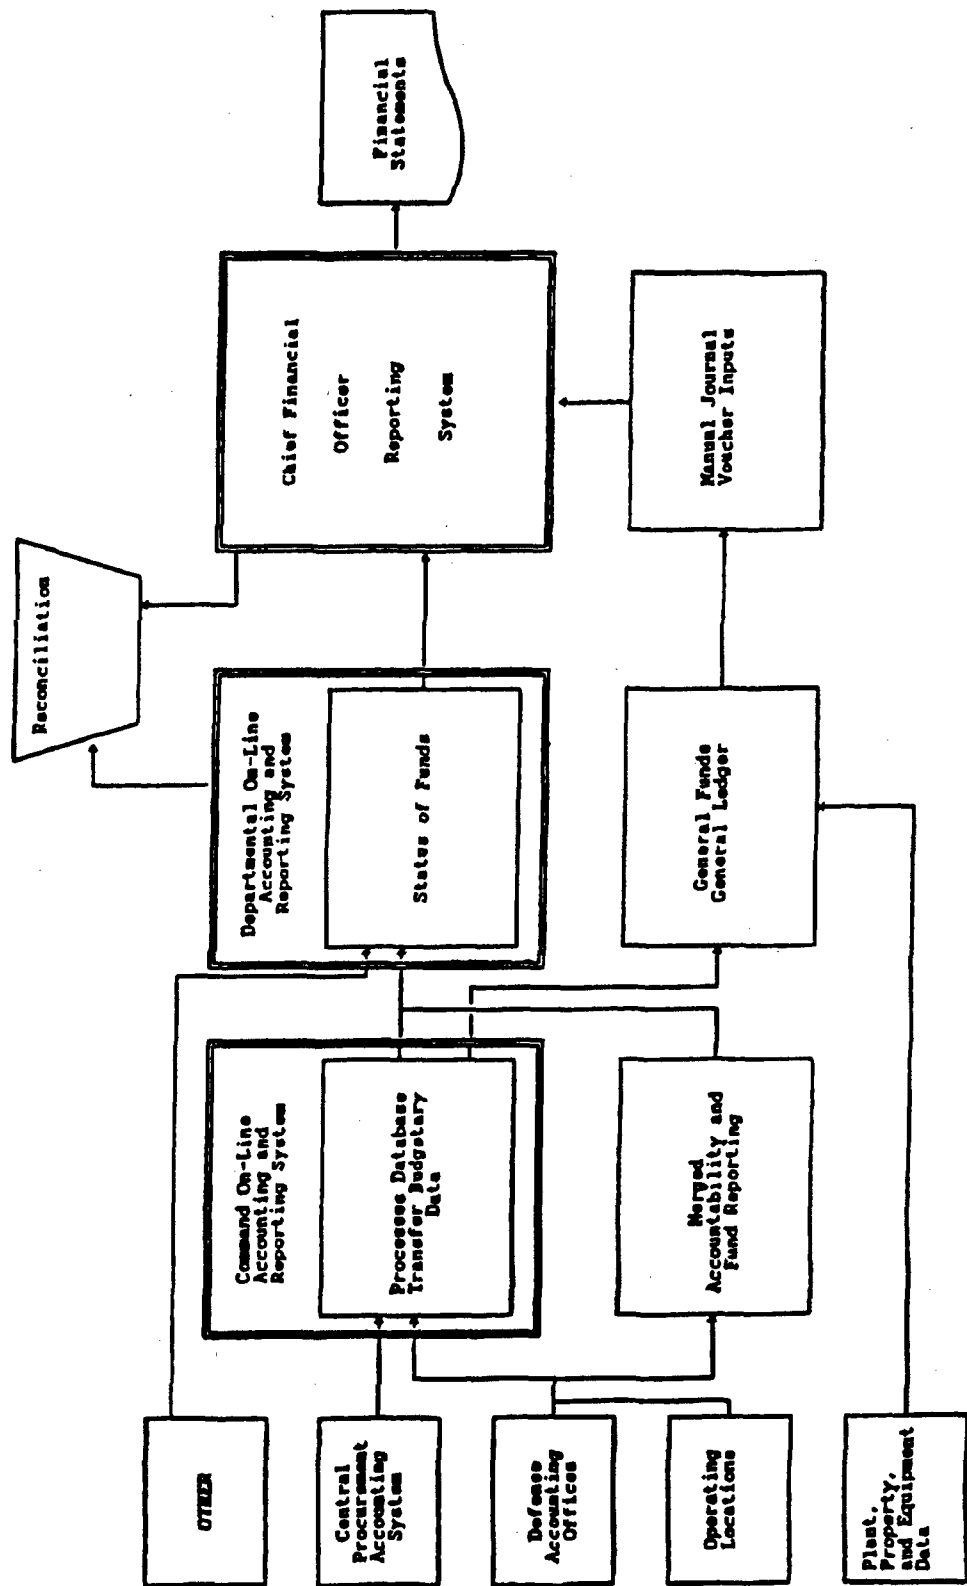 OTHER
Central
Procurement
Accounting
System
Defense
Accounting
Offices
Operating
Locations
Plant,
Property,
and Equipment
Data
Command On-Line
Accounting and
Reporting System
Processes Database
Transfer Budgetary
Data
Merged
Accountability and
Fund Reporting
Departmental On-Line
Accounting and
Reporting System
States of Funds
General Funds
General Ledger
Reconciliation
Chief Financial
Officer
Reporting
System
Manual Journal
Voucher Inputs
Financial
Statements